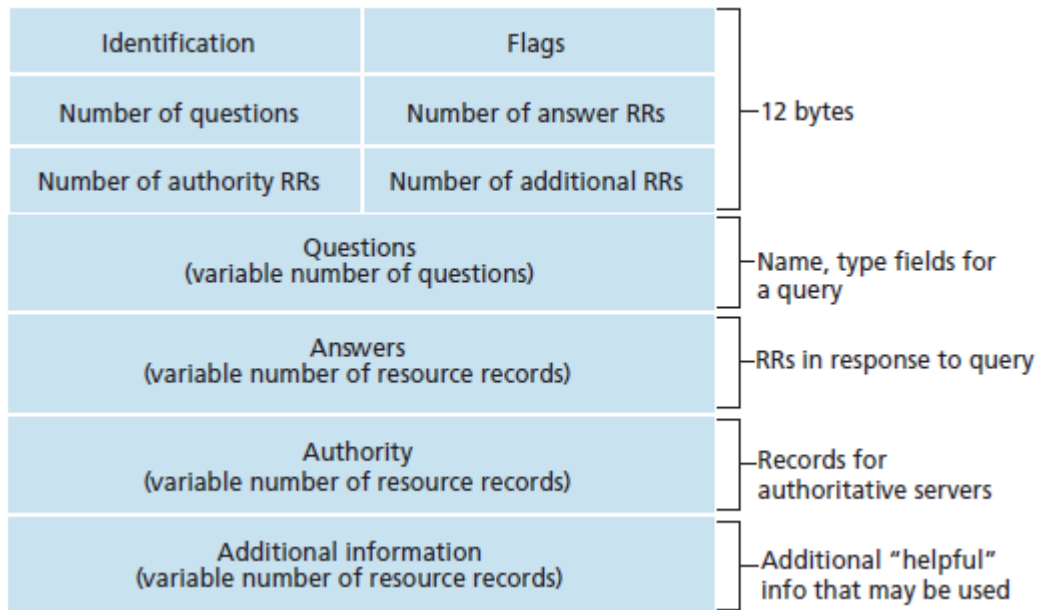 Identification
Flags
Number of questions
Number of answer RRs
12 bytes
Number of authority RRs
Number of additional RRs
Questions
(variable number of questions)
Name, type fields for
a query
Answers
(variable number of resource records)
RRs in response to query
Authority
(variable number of resource records)
Records for
authoritative servers
Additional information
(variable number of resource records)
Additional “helpful”
info that may be used